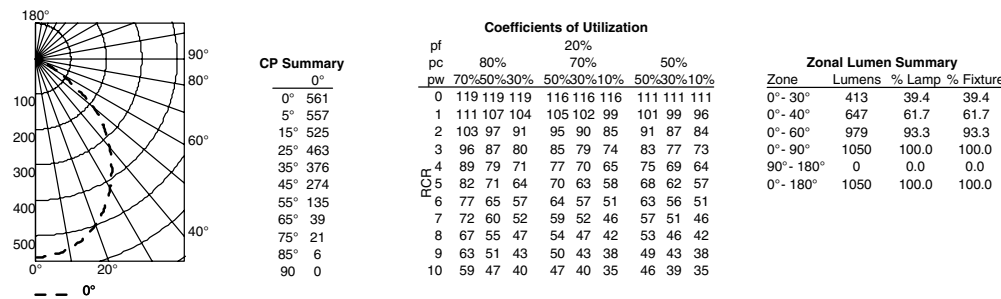 180°
90°
80°
60°
40°
100
200
300
400
500
0° 20°
0°
CP Summary
0°
0° 561
5° 557
15° 525
25° 463
35° 376
45° 274
55° 135
65° 39
75° 21
85° 6
90 0
Coefficients of Utilization
pf 20%
pc 80% 70% 50%
pw 70%50%30% 50%30%10% 50%30%10%
RCR
0 119 119 119 116 116 116 111 111 111
1 111 107 104 105 102 99 101 99 96
2 103 97 91 95 90 85 91 87 84
3 96 87 80 85 79 74 83 77 73
4 89 79 71 77 70 65 75 69 64
5 82 71 64 70 63 58 68 62 57
6 77 65 57 64 57 51 63 56 51
7 72 60 52 59 52 46 57 51 46
8 67 55 47 54 47 42 53 46 42
9 63 51 43 50 43 38 49 43 38
10 59 47 40 47 40 35 46 39 35
Zonal Lumen Summary
Zone Lumens % Lamp % Fixture
0°- 30° 413 39.4 39.4
0°- 40° 647 61.7 61.7
0°- 60° 979 93.3 93.3
0°- 90° 1050 100.0 100.0
90°- 180° 0 0.0 0.0
0°- 180° 1050 100.0 100.0